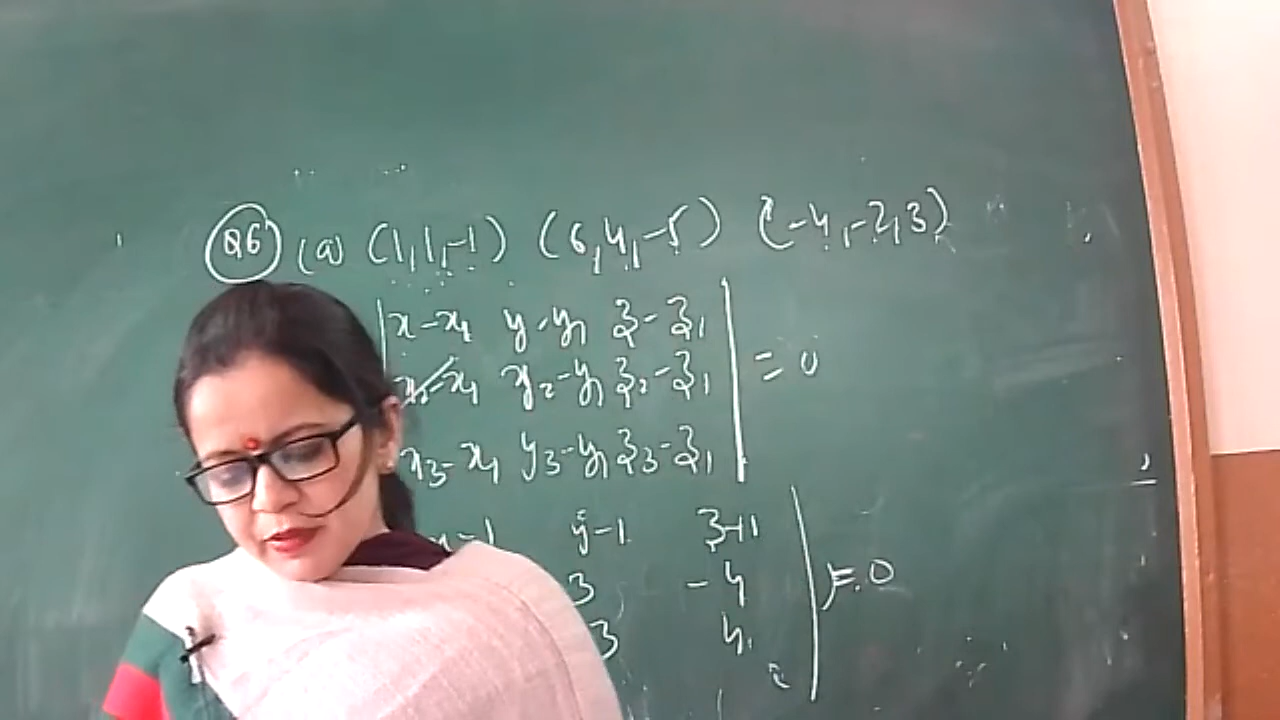 Q6 (a) (1,1,-1) (6,4,-5) (-4,-2,3)
| x-x1 y-y1 z-z1 |
x2-x1 y2-y1 z2-z1 = 0
x3-x1 y3-y1 z3-z1
x-1 y-1 z+1
3 -4 = 0
3 4